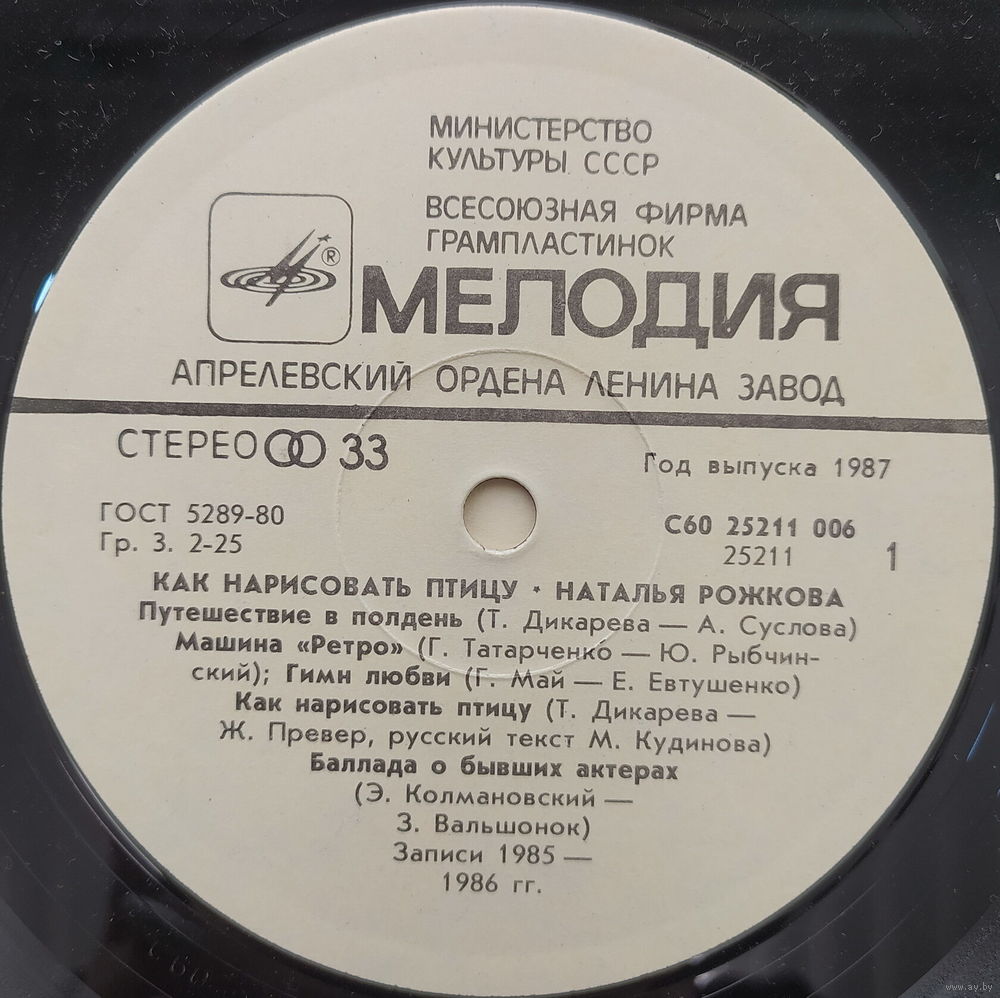 МИНИСТЕРСТВО
КУЛЬТУРЫ СССР
ВСЕСОЮЗНАЯ ФИРМА
ГРАМПЛАСТИНОК
®
МЕЛОДИЯ
АПРЕЛЕВСКИЙ ОРДЕНА ЛЕНИНА ЗАВОД
СТЕРЕО 33
Год выпуска 1987
ГОСТ 5289-80
Гр. 3. 2-25
С60 25211 006
25211
1
КАК НАРИСОВАТЬ ПТИЦУ · НАТАЛЬЯ РОЖКОВА
Путешествие в полдень (Т. Дикарева — А. Суслова)
Машина «Ретро» (Г. Татарченко — Ю. Рыбчин-
ский); Гимн любви (Г. Май — Е. Евтушенко)
Как нарисовать птицу (Т. Дикарева —
Ж. Превер, русский текст М. Кудинова)
Баллада о бывших актерах
(Э. Колмановский —
З. Вальшонок)
Записи 1985 —
1986 гг.
www.ay.by